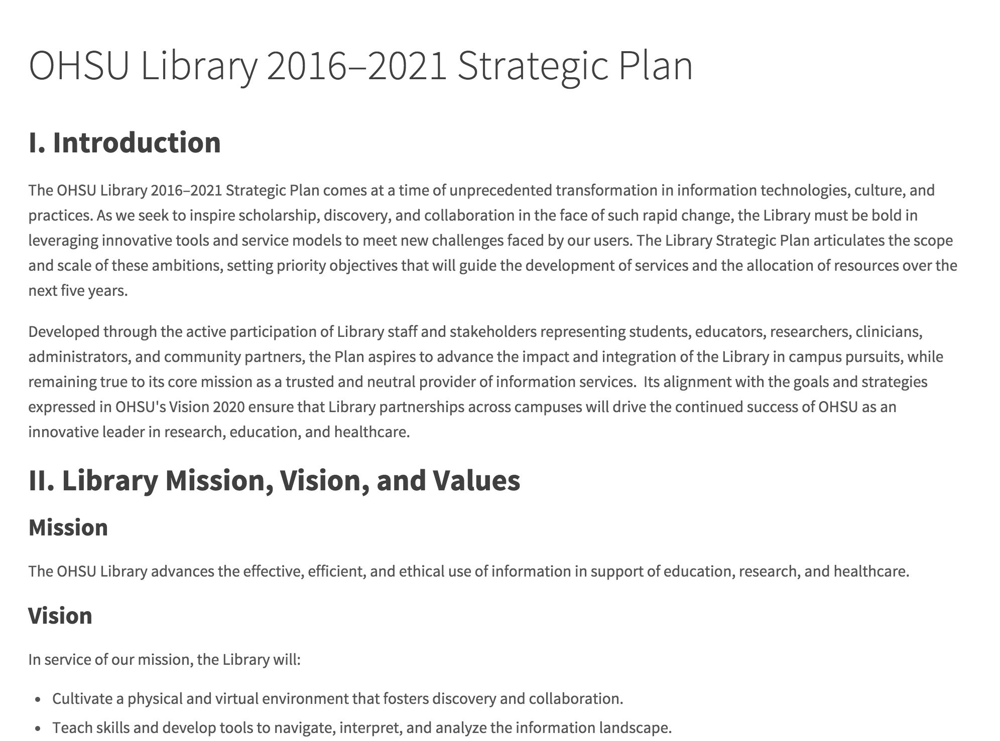 OHSU Library 2016–2021 Strategic Plan
I. Introduction
The OHSU Library 2016–2021 Strategic Plan comes at a time of unprecedented transformation in information technologies, culture, and
practices. As we seek to inspire scholarship, discovery, and collaboration in the face of such rapid change, the Library must be bold in
leveraging innovative tools and service models to meet new challenges faced by our users. The Library Strategic Plan articulates the scope
and scale of these ambitions, setting priority objectives that will guide the development of services and the allocation of resources over the
next five years.
Developed through the active participation of Library staff and stakeholders representing students, educators, researchers, clinicians,
administrators, and community partners, the Plan aspires to advance the impact and integration of the Library in campus pursuits, while
remaining true to its core mission as a trusted and neutral provider of information services.  Its alignment with the goals and strategies
expressed in OHSU's Vision 2020 ensure that Library partnerships across campuses will drive the continued success of OHSU as an
innovative leader in research, education, and healthcare.
II. Library Mission, Vision, and Values
Mission
The OHSU Library advances the effective, efficient, and ethical use of information in support of education, research, and healthcare.
Vision
In service of our mission, the Library will:
• Cultivate a physical and virtual environment that fosters discovery and collaboration.
• Teach skills and develop tools to navigate, interpret, and analyze the information landscape.